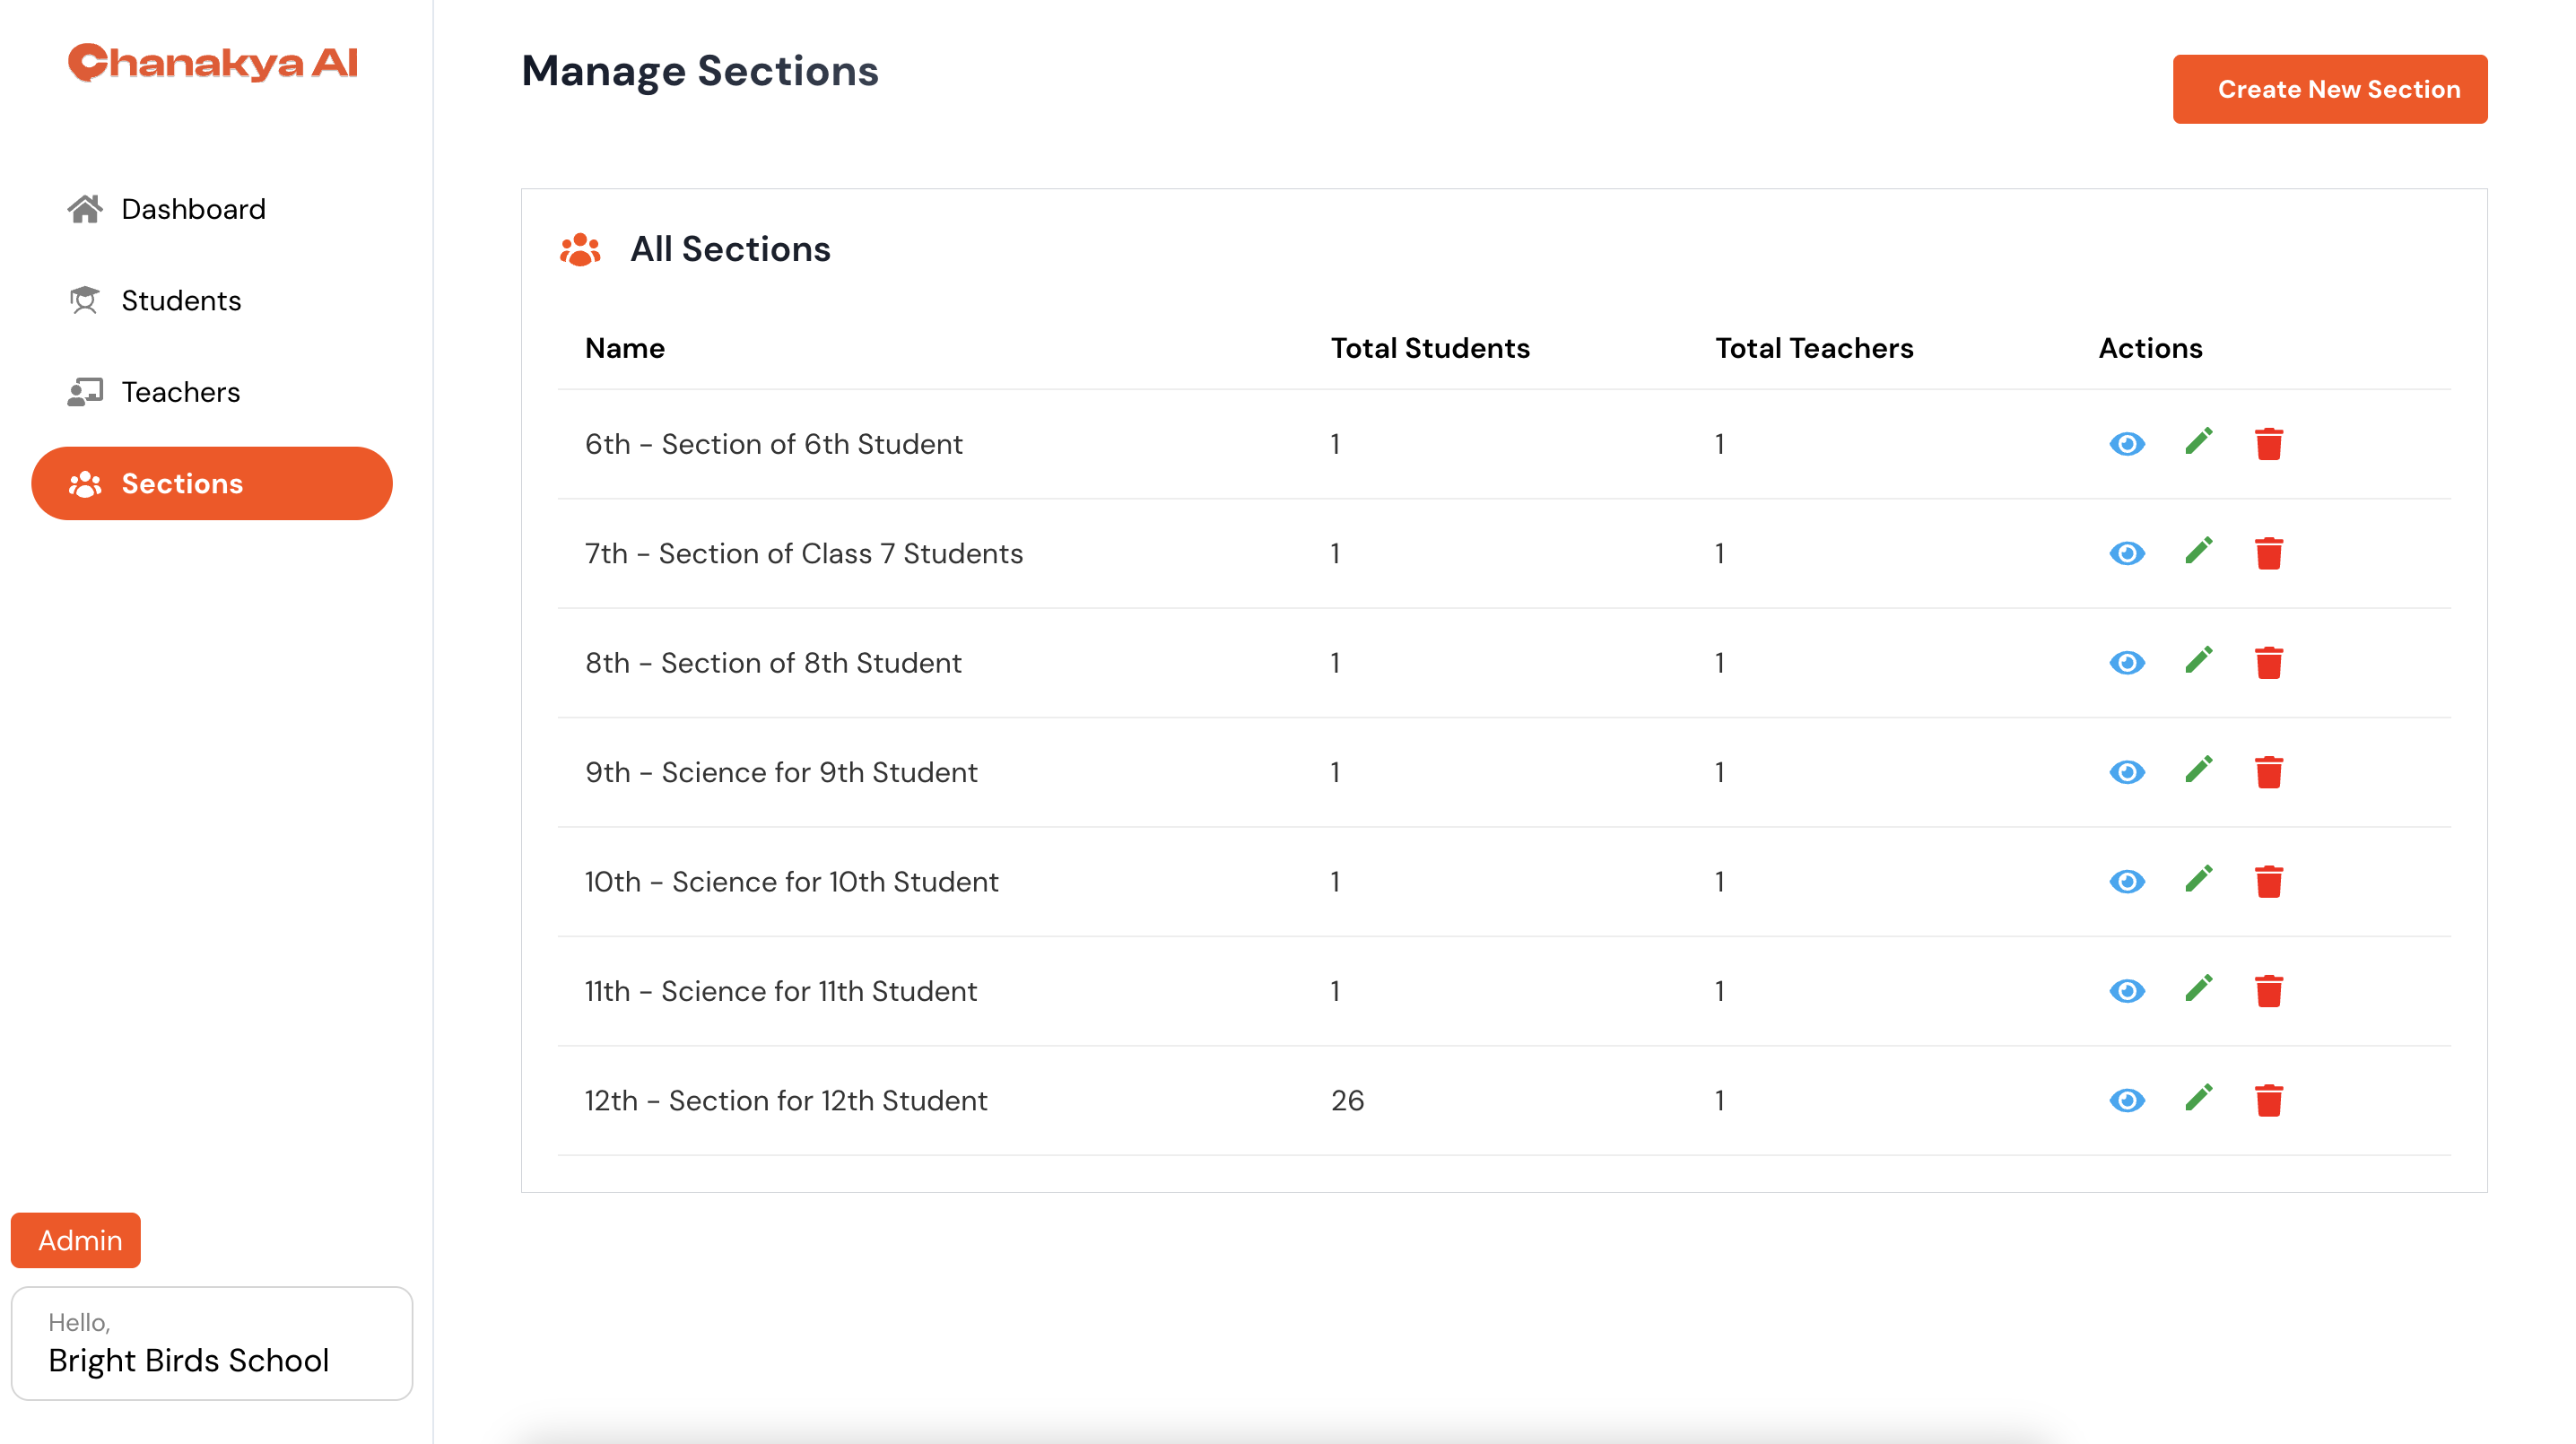 Chanakya AI
Dashboard
Students
Teachers
Sections
Admin
Hello,
Bright Birds School
Manage Sections
Create New Section
All Sections
Name Total Students Total Teachers Actions
6th - Section of 6th Student 1 1
7th - Section of Class 7 Students 1 1
8th - Section of 8th Student 1 1
9th - Science for 9th Student 1 1
10th - Science for 10th Student 1 1
11th - Science for 11th Student 1 1
12th - Section for 12th Student 26 1